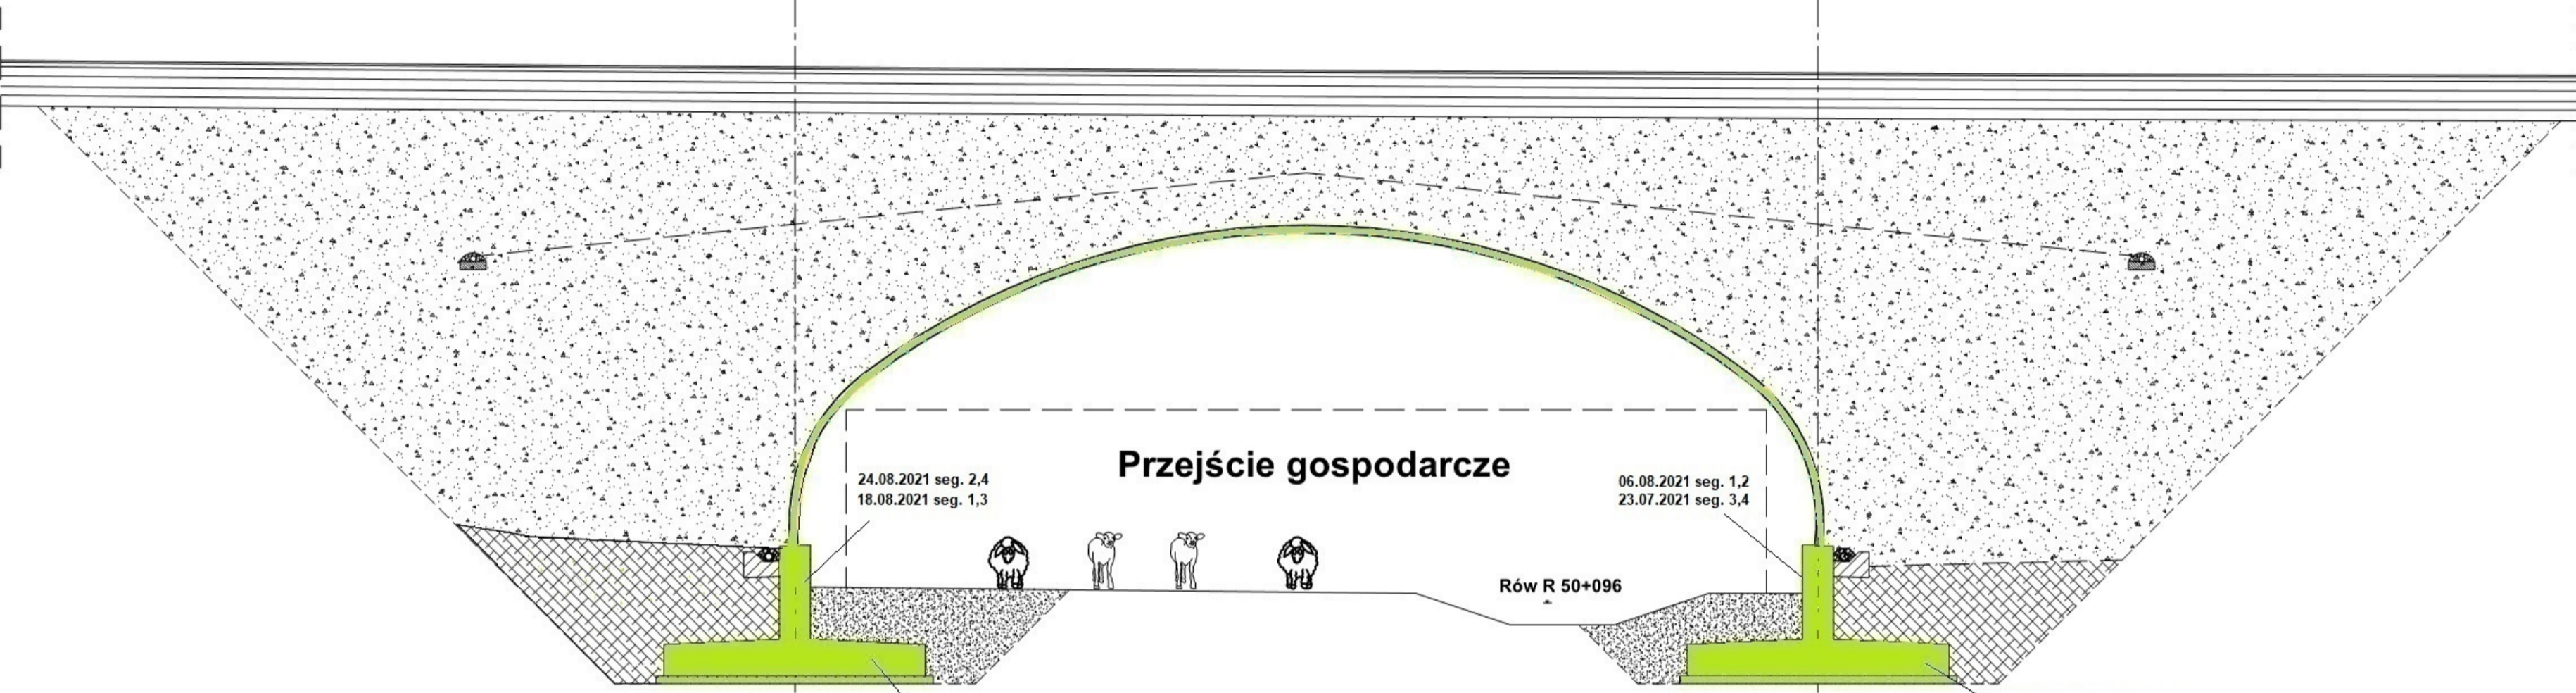 Przejście gospodarcze
24.08.2021 seg. 2,4
18.08.2021 seg. 1,3
06.08.2021 seg. 1,2
23.07.2021 seg. 3,4
Rów R 50+096